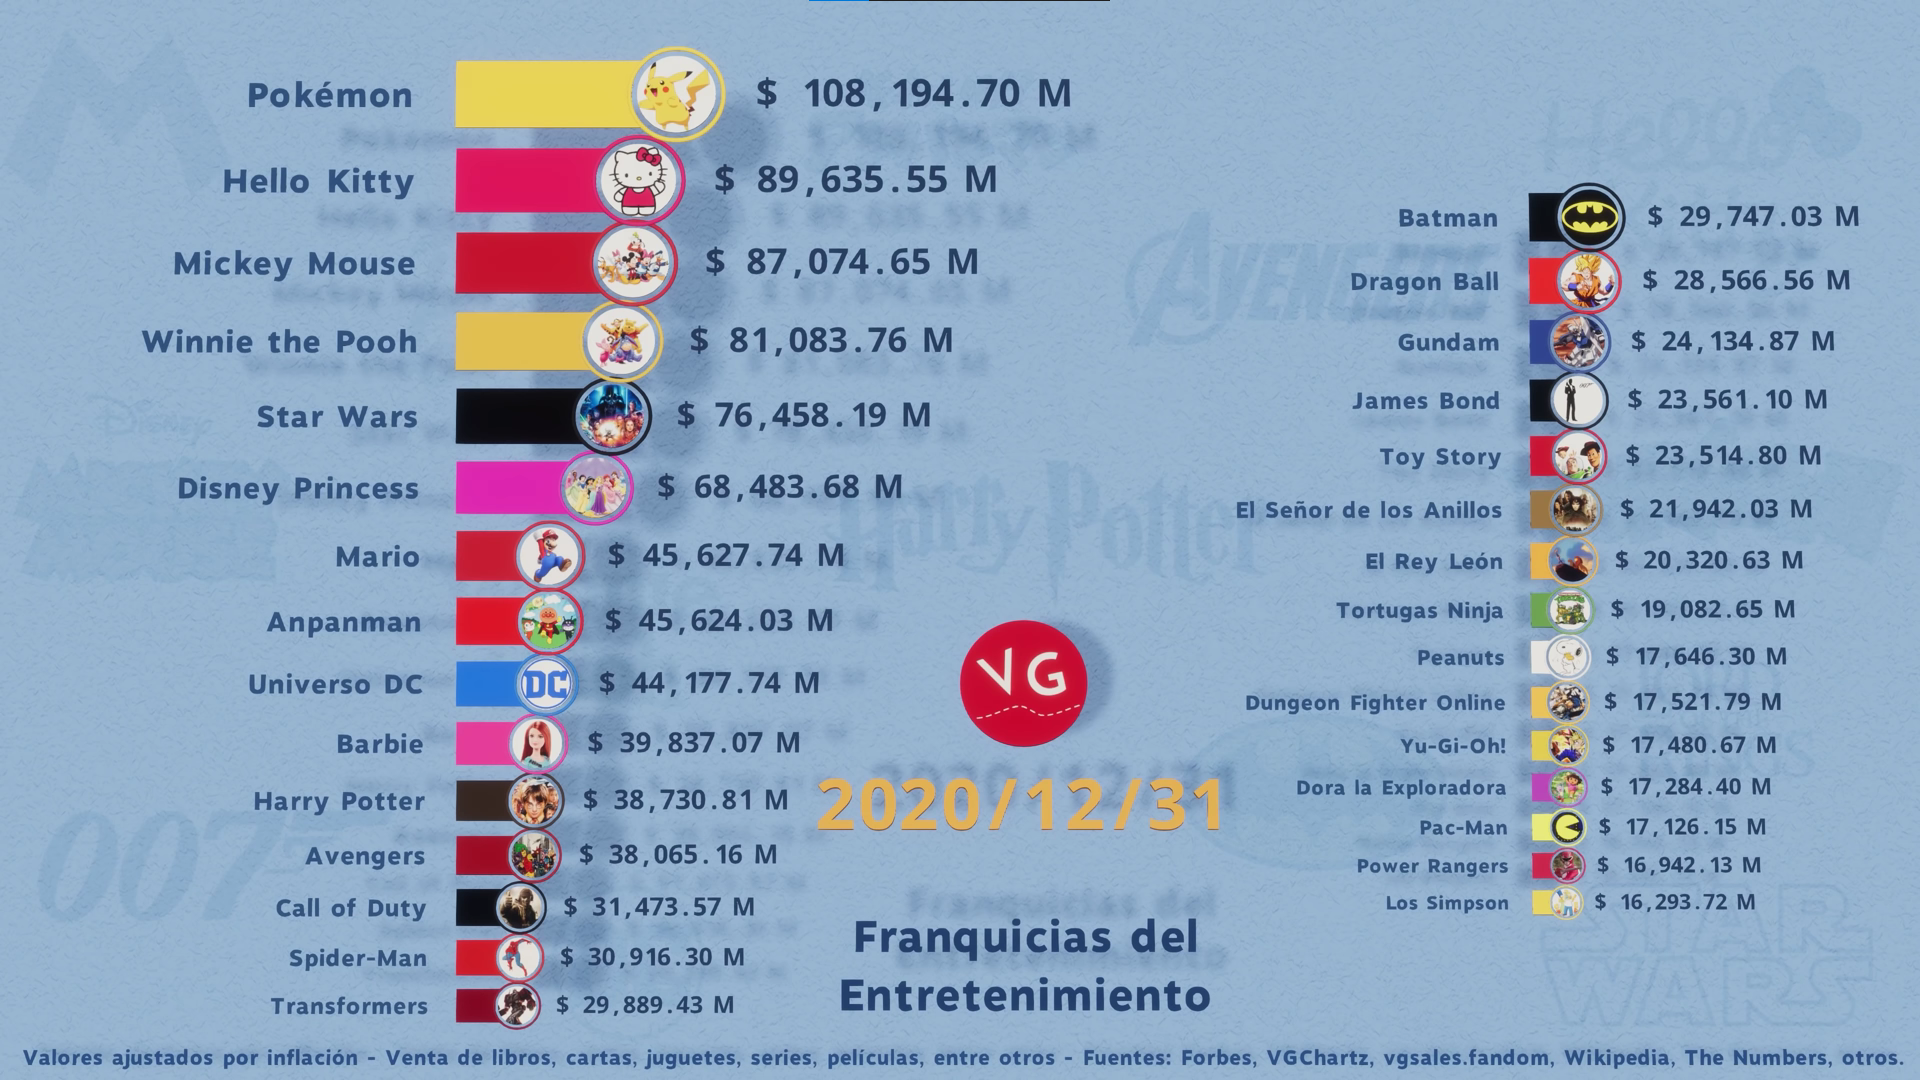 Pokémon $ 108,194.70 M
Hello Kitty $ 89,635.55 M
Mickey Mouse $ 87,074.65 M
Winnie the Pooh $ 81,083.76 M
Star Wars $ 76,458.19 M
Disney Princess $ 68,483.68 M
Mario $ 45,627.74 M
Anpanman $ 45,624.03 M
Universo DC DC $ 44,177.74 M
Barbie $ 39,837.07 M
Harry Potter $ 38,730.81 M
Avengers $ 38,065.16 M
Call of Duty $ 31,473.57 M
Spider-Man $ 30,916.30 M
Transformers $ 29,889.43 M
Batman $ 29,747.03 M
Dragon Ball $ 28,566.56 M
Gundam $ 24,134.87 M
James Bond $ 23,561.10 M
Toy Story $ 23,514.80 M
El Señor de los Anillos $ 21,942.03 M
El Rey León $ 20,320.63 M
Tortugas Ninja $ 19,082.65 M
Peanuts $ 17,646.30 M
Dungeon Fighter Online $ 17,521.79 M
Yu-Gi-Oh! $ 17,480.67 M
Dora la Exploradora $ 17,284.40 M
Pac-Man $ 17,126.15 M
Power Rangers $ 16,942.13 M
Los Simpson $ 16,293.72 M
VG
2020/12/31
Franquicias del
Entretenimiento
Disney
AVENGERS
Harry Potter
007
STAR
WARS
Valores ajustados por inflación - Venta de libros, cartas, juguetes, series, películas, entre otros - Fuentes: Forbes, VGChartz, vgsales.fandom, Wikipedia, The Numbers, otros.